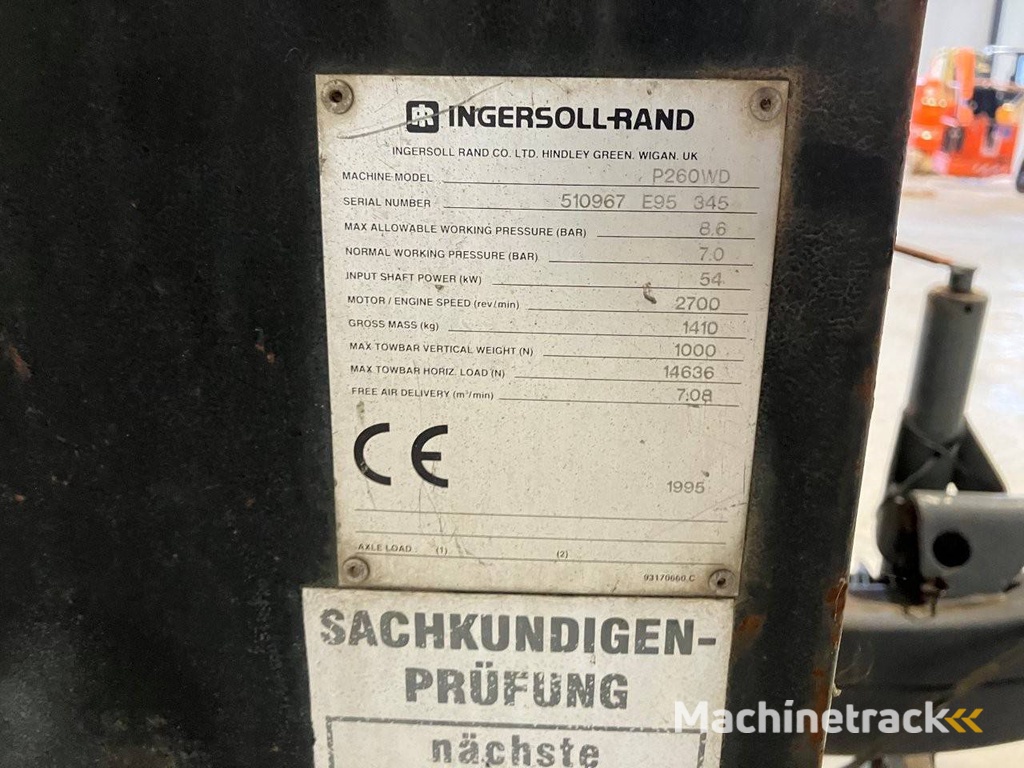 IR INGERSOLL-RAND
INGERSOLL RAND CO. LTD. HINDLEY GREEN. WIGAN. UK
MACHINE MODEL P260WD
SERIAL NUMBER 510967 E95 345
MAX ALLOWABLE WORKING PRESSURE (BAR) 8.6
NORMAL WORKING PRESSURE (BAR) 7.0
INPUT SHAFT POWER (kW) 54
MOTOR / ENGINE SPEED (rev/min) 2700
GROSS MASS (kg) 1410
MAX TOWBAR VERTICAL WEIGHT (N) 1000
MAX TOWBAR HORIZ. LOAD (N) 14636
FREE AIR DELIVERY (m³/min) 7.08
CE
1995
AXLE LOAD : (1) (2)
93170660.C
SACHKUNDIGEN-
PRÜFUNG
nächste
Machinetrack